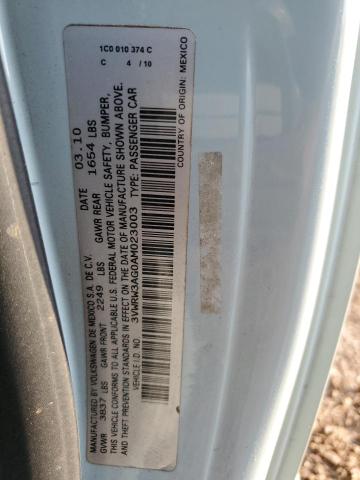 1C0 010 374 C
C 4 / 10
MANUFACTURED BY VOLKSWAGEN DE MEXICO S.A. DE C.V. DATE 03.10
GVWR 3837 LBS GAWR FRONT 2249 LBS GAWR REAR 1654 LBS
THIS VEHICLE CONFORMS TO ALL APPLICABLE U.S. FEDERAL MOTOR VEHICLE SAFETY, BUMPER,
AND THEFT PREVENTION STANDARDS IN EFFECT ON THE DATE OF MANUFACTURE SHOWN ABOVE.
VEHICLE I.D. NO. 3VWRW3AG0AM023003 TYPE: PASSENGER CAR
COUNTRY OF ORIGIN: MEXICO